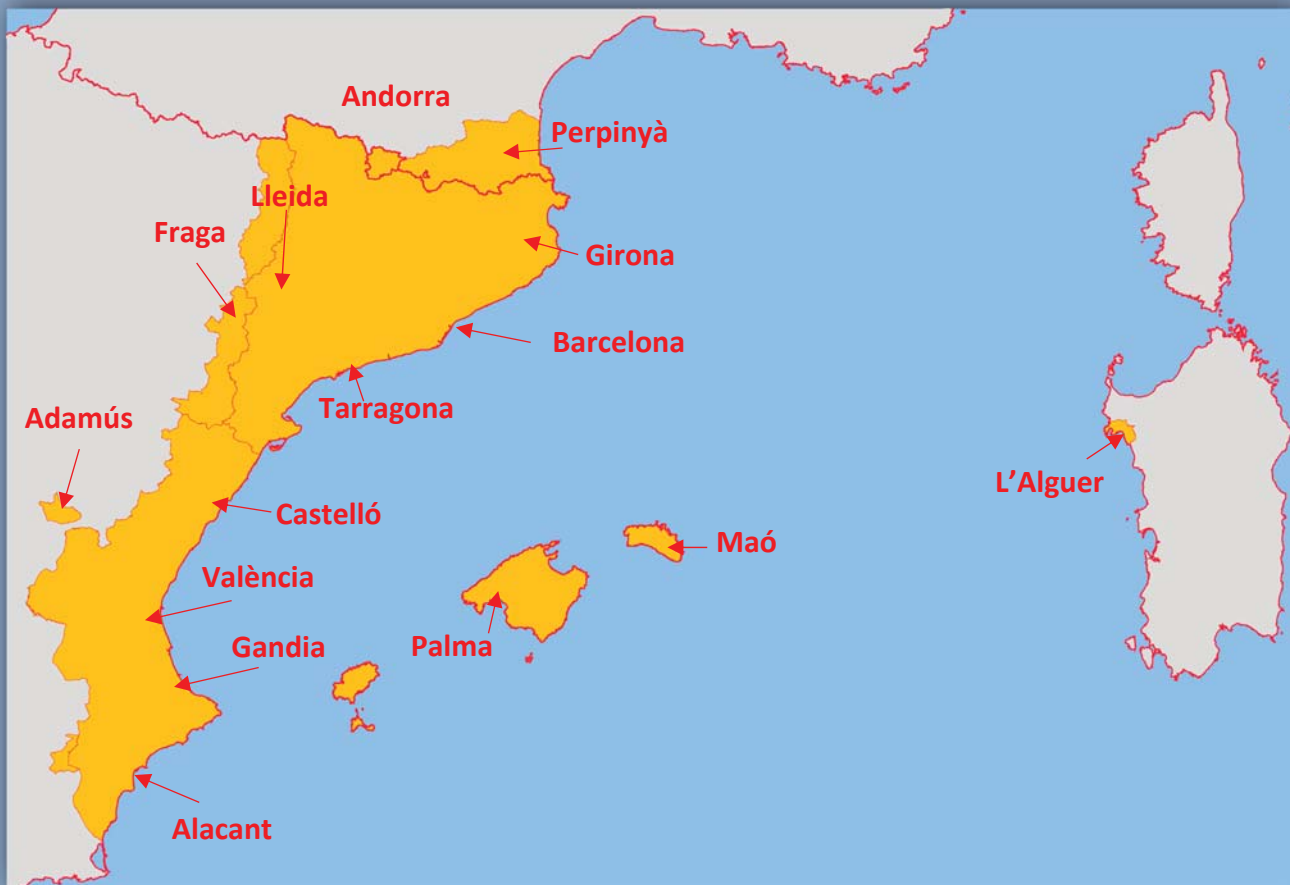 Andorra
Perpinyà
Lleida
Fraga
Girona
Barcelona
Tarragona
Adamús
L'Alguer
Castelló
Maó
València
Gandia
Palma
Alacant